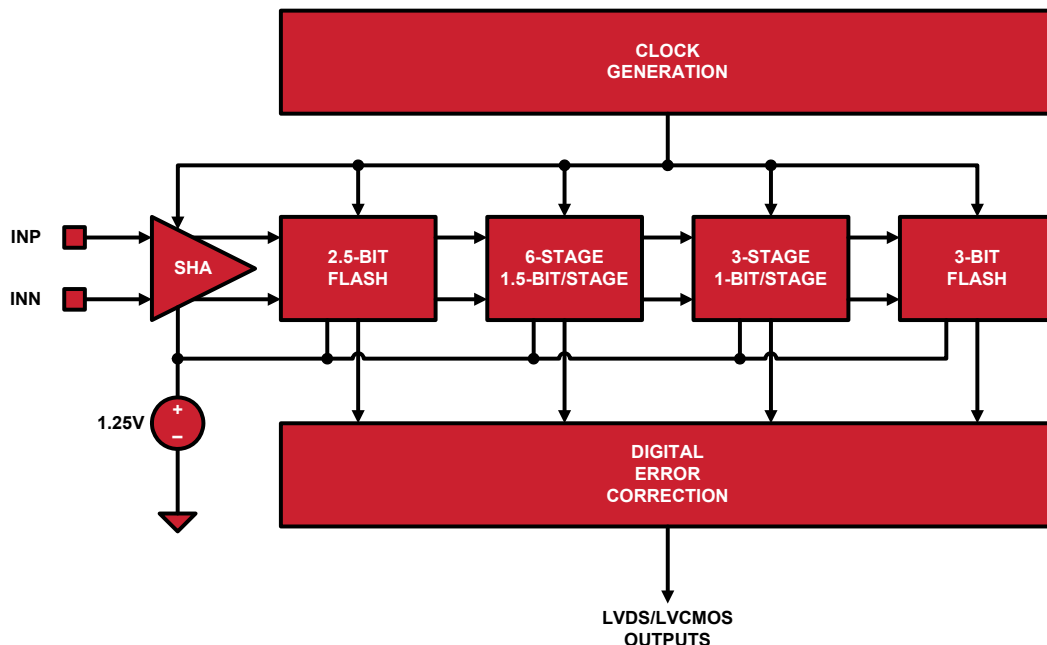 CLOCK
GENERATION
INP
INN
SHA
2.5-BIT
FLASH
6-STAGE
1.5-BIT/STAGE
3-STAGE
1-BIT/STAGE
3-BIT
FLASH
1.25V
+
–
DIGITAL
ERROR
CORRECTION
LVDS/LVCMOS
OUTPUTS